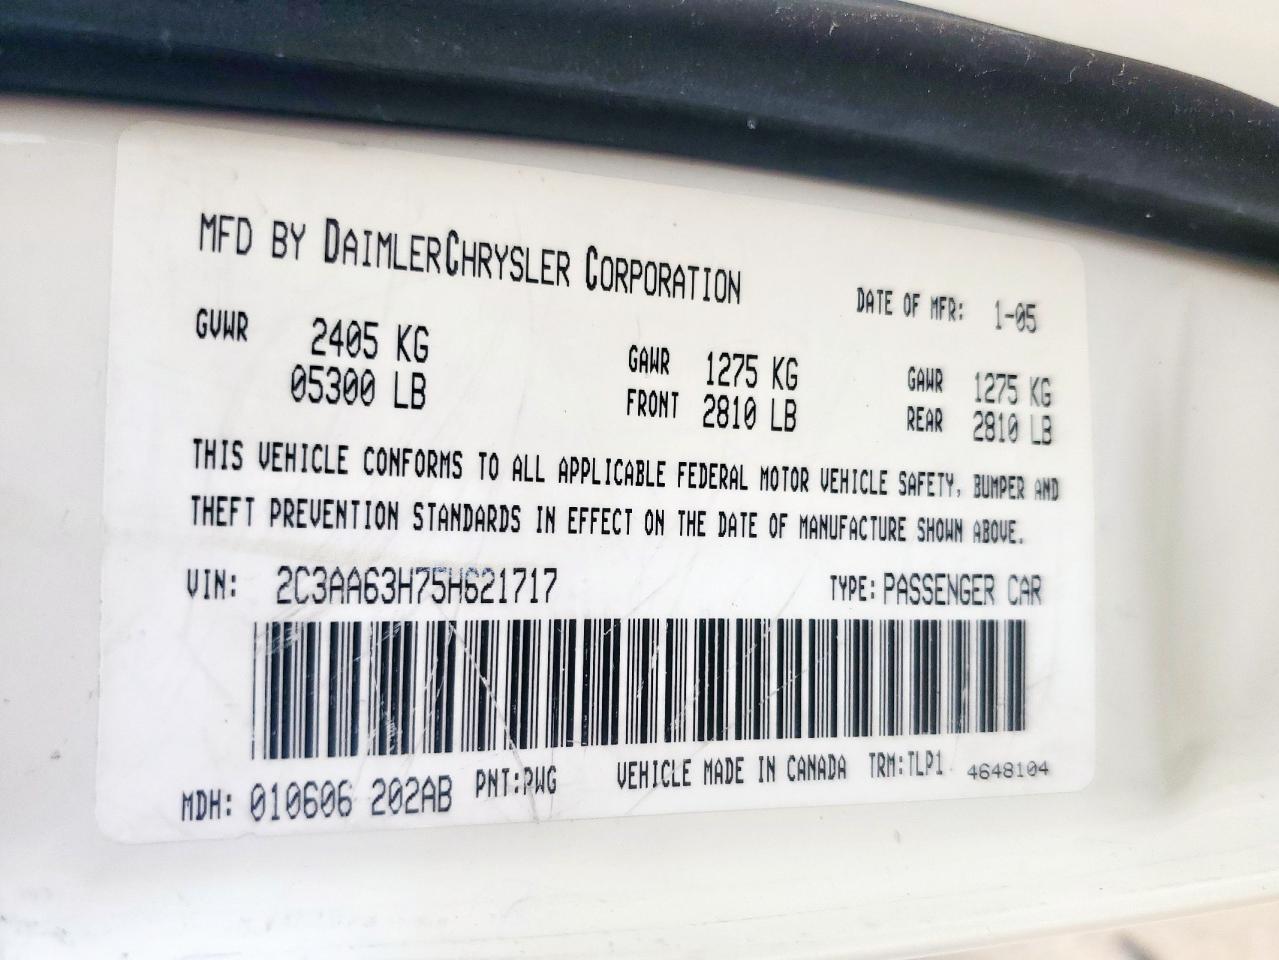 MFD BY DAIMLERCHRYSLER CORPORATION
DATE OF MFR: 1-05
GVWR 2405 KG
05300 LB
GAWR 1275 KG
FRONT 2810 LB
GAWR 1275 KG
REAR 2810 LB
THIS VEHICLE CONFORMS TO ALL APPLICABLE FEDERAL MOTOR VEHICLE SAFETY, BUMPER AND
THEFT PREVENTION STANDARDS IN EFFECT ON THE DATE OF MANUFACTURE SHOWN ABOVE.
VIN: 2C3AA63H75H621717 TYPE: PASSENGER CAR
MDH: 010606 202AB PNT:PWG VEHICLE MADE IN CANADA TRM:TLP1 4648104